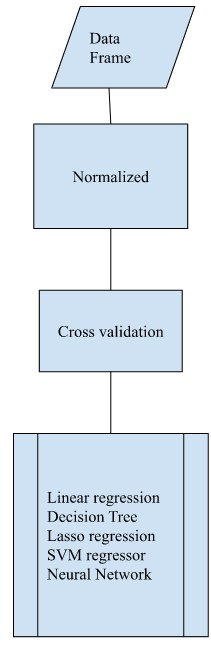 Data
Frame
Normalized
Cross validation
Linear regression
Decision Tree
Lasso regression
SVM regressor
Neural Network